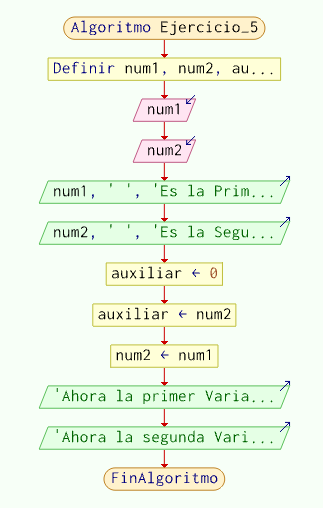 Algoritmo Ejercicio_5
Definir num1, num2, au...
num1
num2
num1, ' ', 'Es la Prim...
num2, ' ', 'Es la Segu...
auxiliar ← 0
auxiliar ← num2
num2 ← num1
'Ahora la primer Varia...
'Ahora la segunda Vari...
FinAlgoritmo